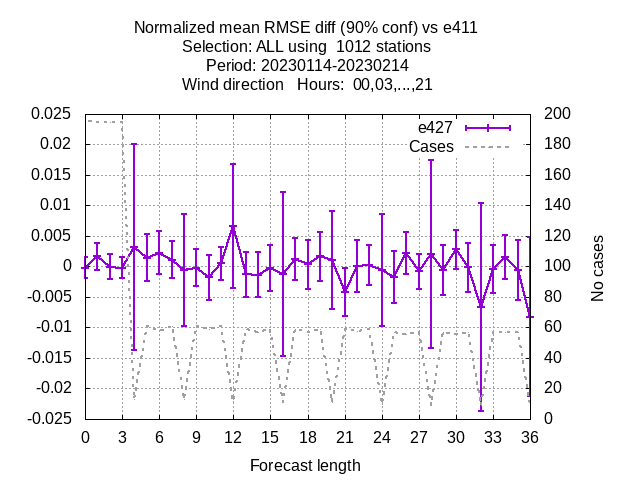 Normalized mean RMSE diff (90% conf) vs e411
Selection: ALL using  1012 stations
Period: 20230114-20230214
Wind direction   Hours:  00,03,...,21
e427
Cases
0.025
0.02
0.015
0.01
0.005
0
-0.005
-0.01
-0.015
-0.02
-0.025
200
180
160
140
120
100
80
60
40
20
0
No cases
0 3 6 9 12 15 18 21 24 27 30 33 36
Forecast length